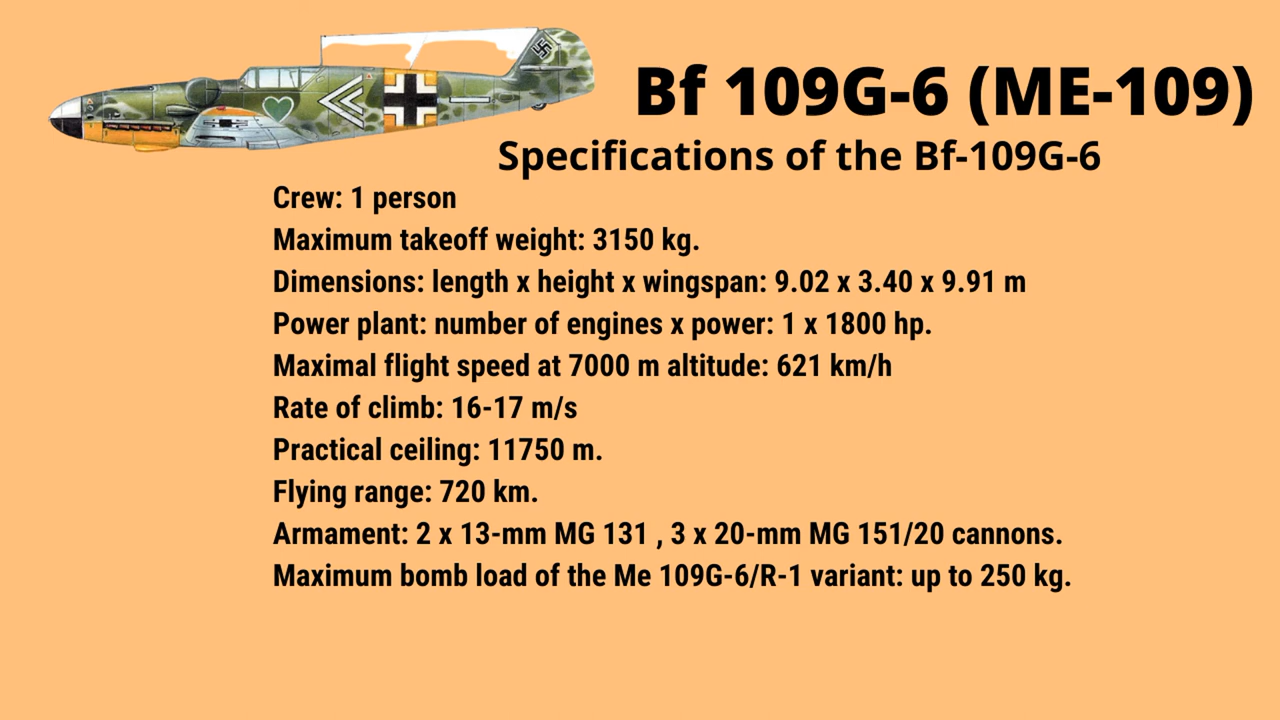 Bf 109G-6 (ME-109)
Specifications of the Bf-109G-6
Crew: 1 person
Maximum takeoff weight: 3150 kg.
Dimensions: length x height x wingspan: 9.02 x 3.40 x 9.91 m
Power plant: number of engines x power: 1 x 1800 hp.
Maximal flight speed at 7000 m altitude: 621 km/h
Rate of climb: 16-17 m/s
Practical ceiling: 11750 m.
Flying range: 720 km.
Armament: 2 x 13-mm MG 131 , 3 x 20-mm MG 151/20 cannons.
Maximum bomb load of the Me 109G-6/R-1 variant: up to 250 kg.